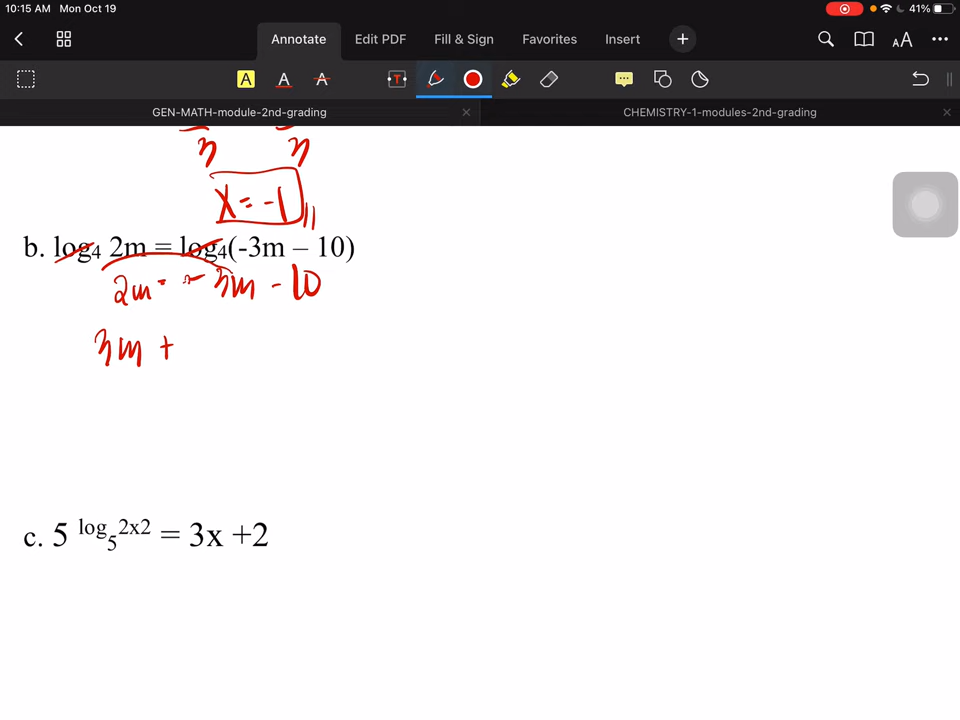 10:15 AM Mon Oct 19 41%
Annotate Edit PDF Fill & Sign Favorites Insert
A A A T AA
GEN-MATH-module-2nd-grading CHEMISTRY-1-modules-2nd-grading
3 3
x = -1
b. log₄ 2m = log₄(-3m – 10)
2m = -3m - 10
3m +
c. 5 log₅2x2 = 3x +2